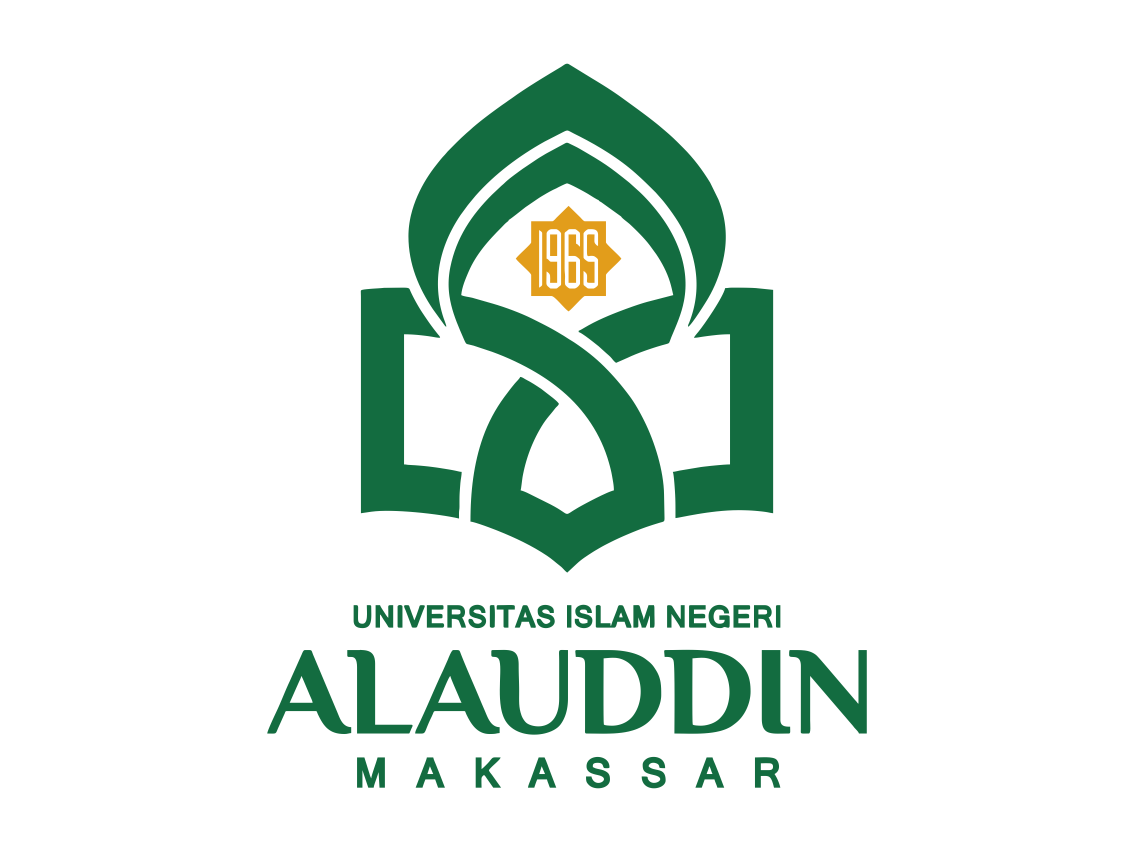 1965
UNIVERSITAS ISLAM NEGERI
ALAUDDIN
MAKASSAR